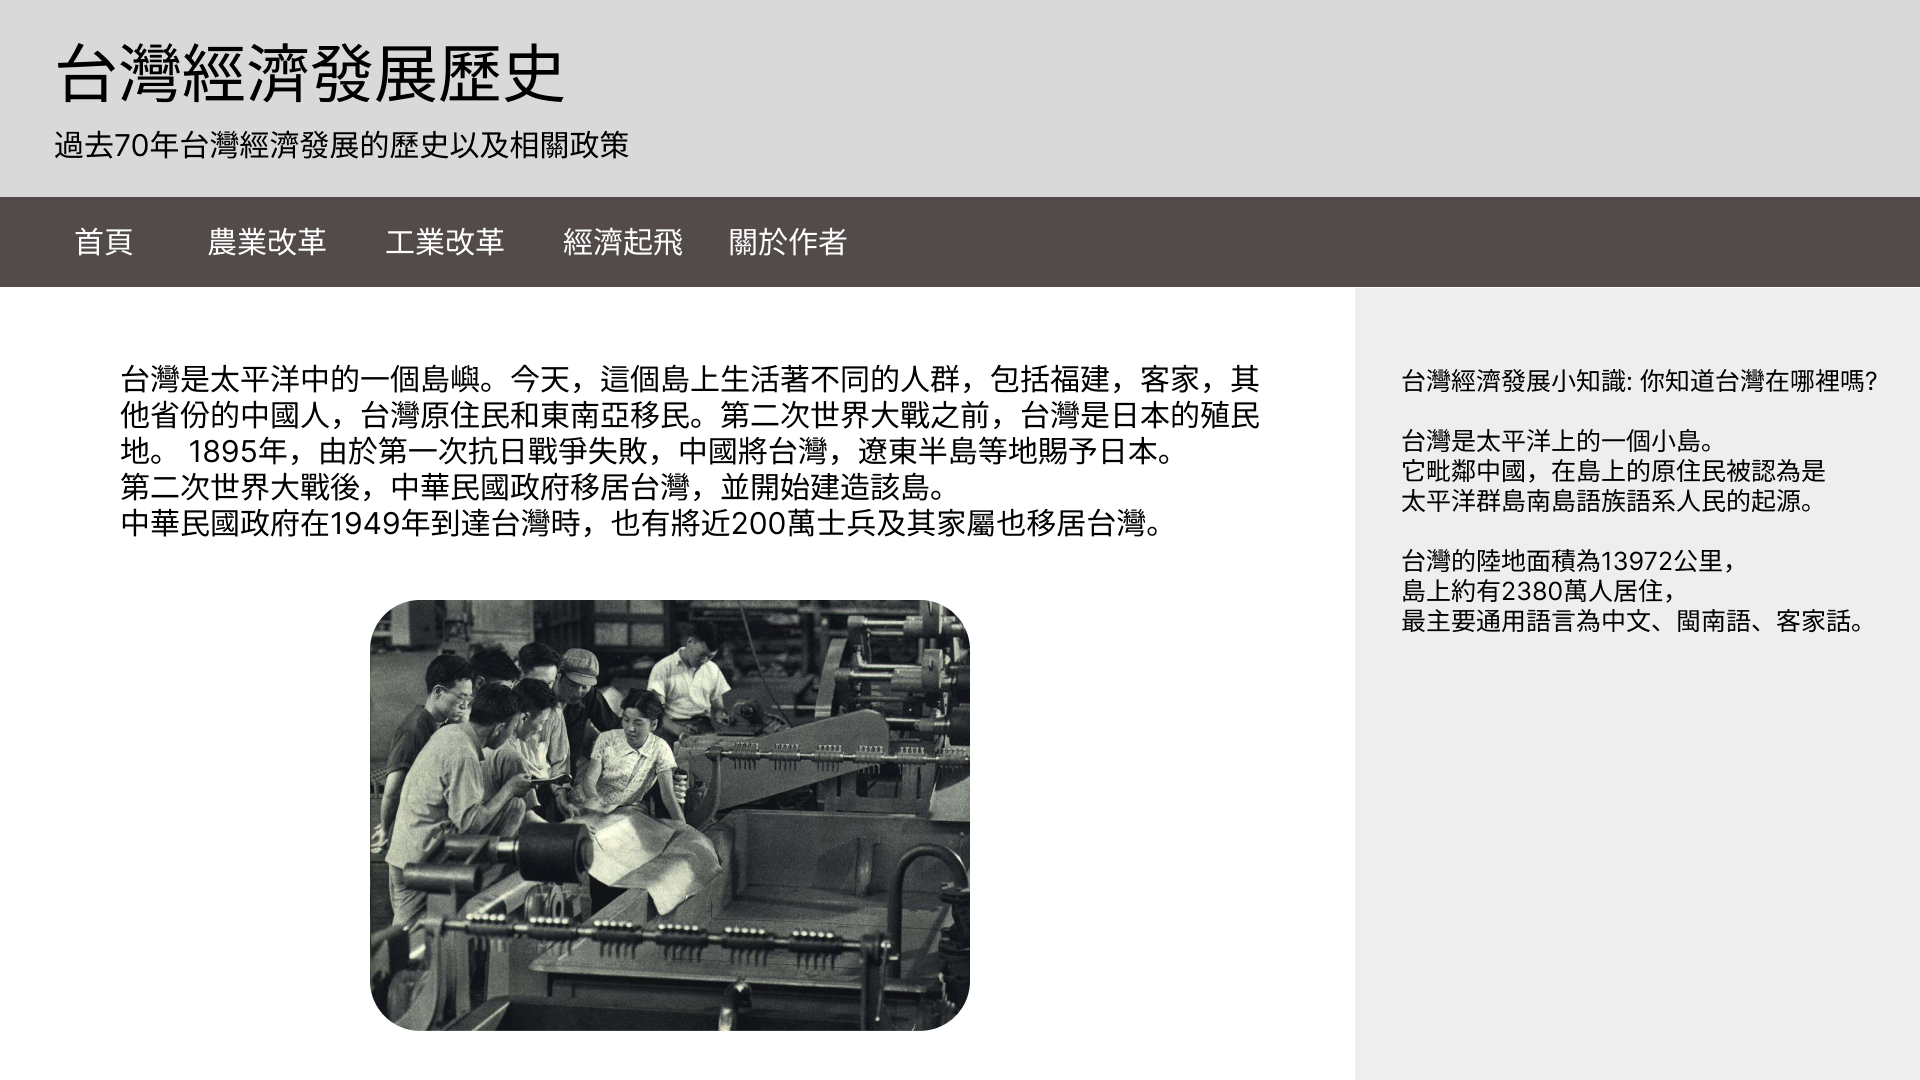 台灣經濟發展歷史
過去70年台灣經濟發展的歷史以及相關政策
首頁 農業改革 工業改革 經濟起飛 關於作者
台灣是太平洋中的一個島嶼。今天，這個島上生活著不同的人群，包括福建，客家，其
他省份的中國人，台灣原住民和東南亞移民。第二次世界大戰之前，台灣是日本的殖民
地。 1895年，由於第一次抗日戰爭失敗，中國將台灣，遼東半島等地賜予日本。
第二次世界大戰後，中華民國政府移居台灣，並開始建造該島。
中華民國政府在1949年到達台灣時，也有將近200萬士兵及其家屬也移居台灣。
台灣經濟發展小知識: 你知道台灣在哪裡嗎?
台灣是太平洋上的一個小島。
它毗鄰中國，在島上的原住民被認為是
太平洋群島南島語族語系人民的起源。
台灣的陸地面積為13972公里，
島上約有2380萬人居住，
最主要通用語言為中文、閩南語、客家話。